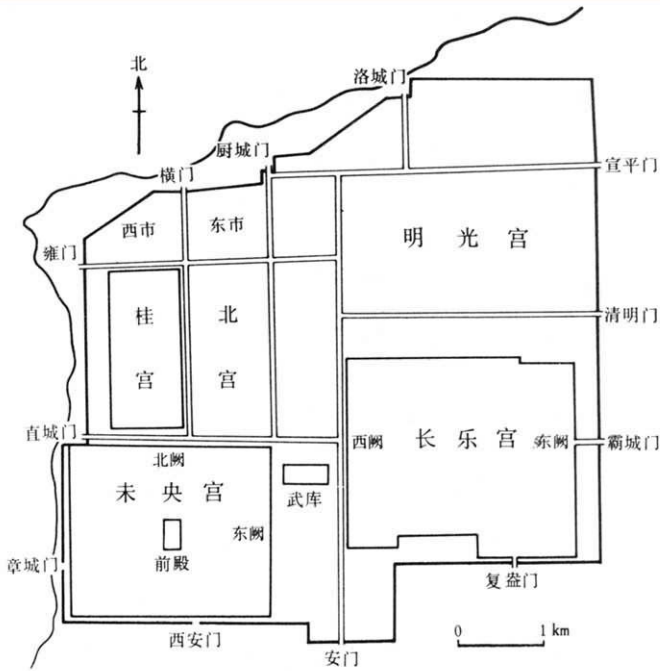 北
洛城门
厨城门
横门
宣平门
西市
东市
明光宫
雍门
桂宫
北宫
清明门
直城门
北阙
西阙
长乐宫
东阙
霸城门
未央宫
武库
东阙
前殿
章城门
复盎门
西安门
安门
0 1 km